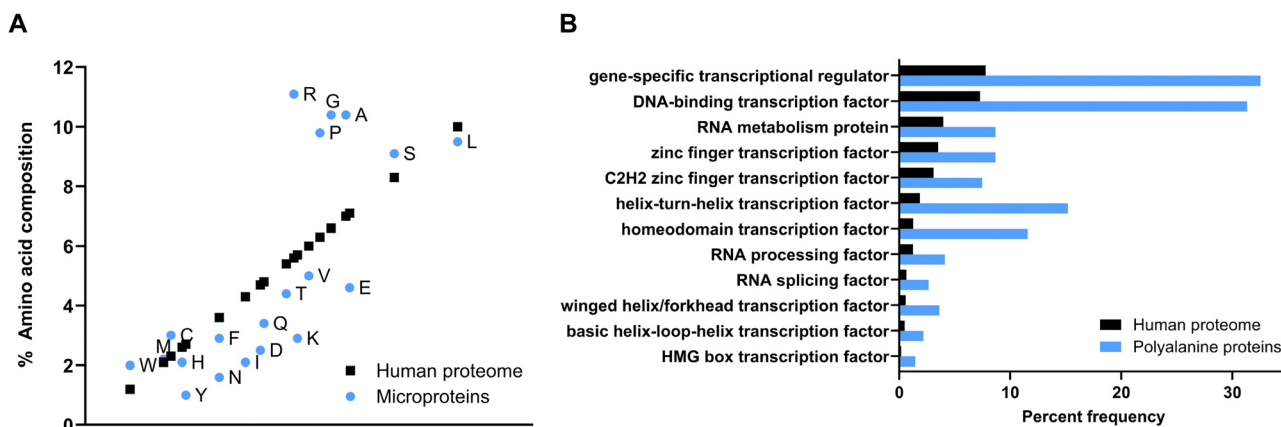 A
% Amino acid composition
12
10
8
6
4
2
0
R
G
A
P
S
L
V
E
T
Q
K
C
M
F
W
H
D
I
N
Y
Human proteome
Microproteins
B
gene-specific transcriptional regulator
DNA-binding transcription factor
RNA metabolism protein
zinc finger transcription factor
C2H2 zinc finger transcription factor
helix-turn-helix transcription factor
homeodomain transcription factor
RNA processing factor
RNA splicing factor
winged helix/forkhead transcription factor
basic helix-loop-helix transcription factor
HMG box transcription factor
Human proteome
Polyalanine proteins
0
10
20
30
Percent frequency